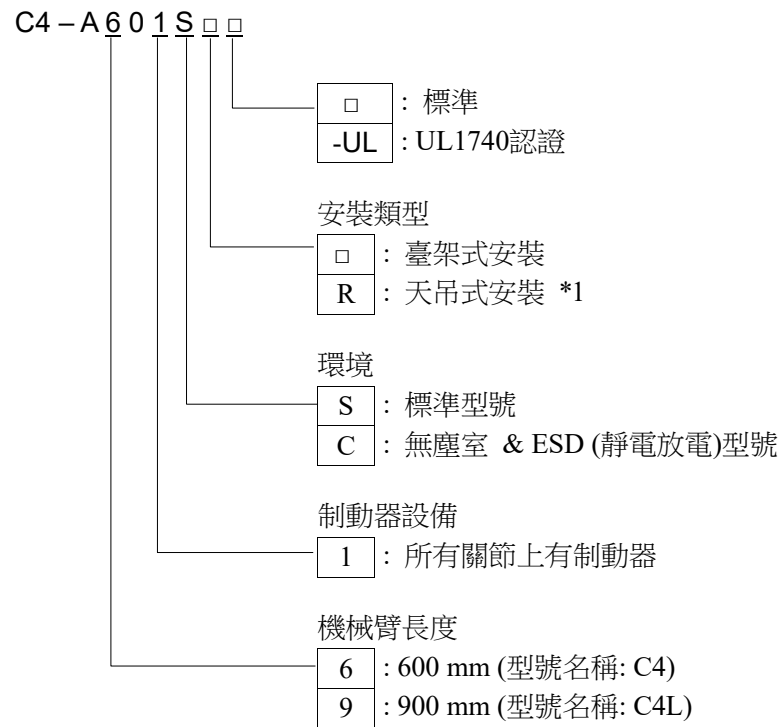 C4 – A 6 0 1 S □ □
□ : 標準
-UL : UL1740認證
安裝類型
□ : 臺架式安裝
R : 天吊式安裝 *1
環境
S : 標準型號
C : 無塵室 & ESD (靜電放電)型號
制動器設備
1 : 所有關節上有制動器
機械臂長度
6 : 600 mm (型號名稱: C4)
9 : 900 mm (型號名稱: C4L)